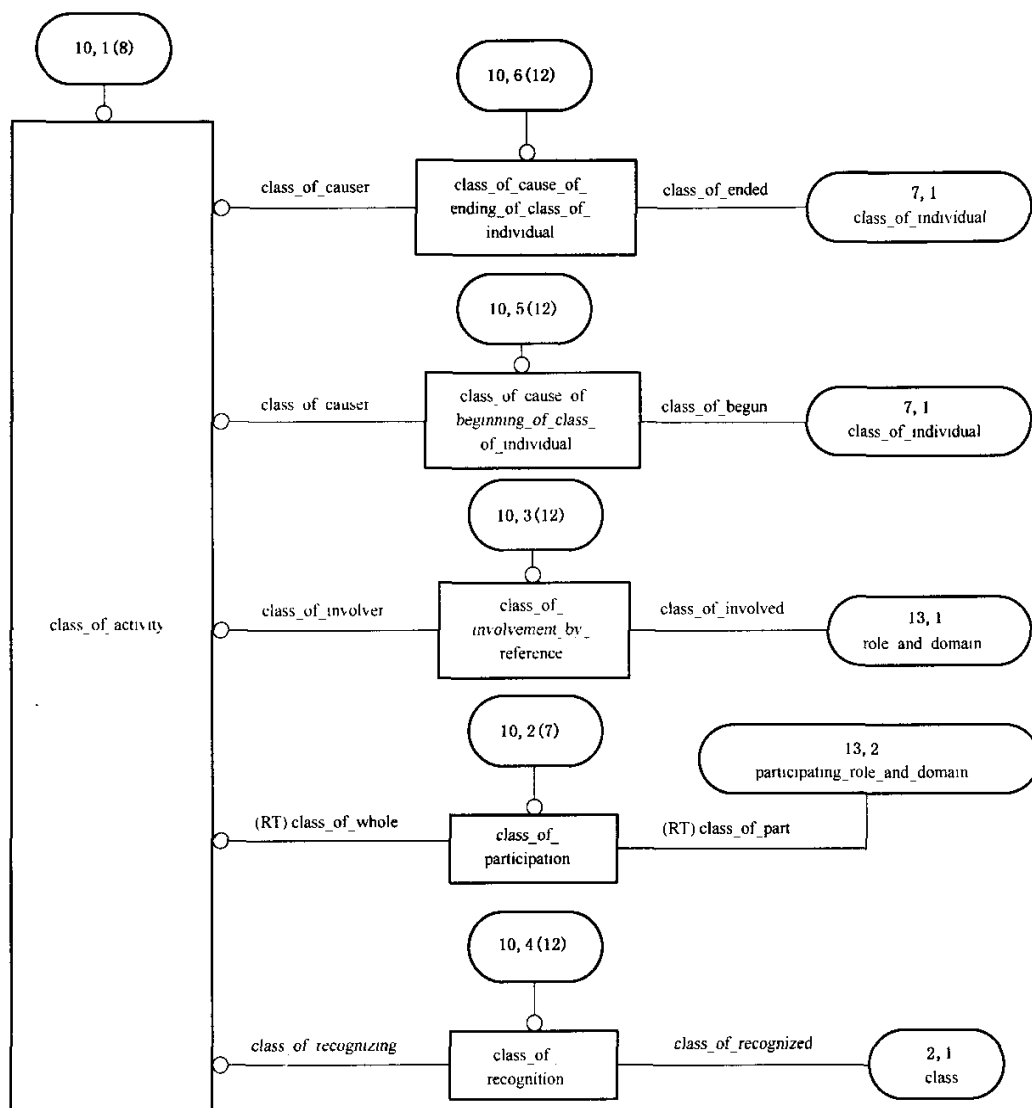 10, 1(8)
10, 6(12)
class_of_causer
class_of_cause_of_
ending_of_class_of_
individual
class_of_ended
7, 1
class_of_individual
10, 5(12)
class_of_causer
class_of_cause_of_
beginning_of_class_
of_individual
class_of_begun
7, 1
class_of_individual
10, 3(12)
class_of_activity
class_of_involver
class_of_
involvement_by_
reference
class_of_involved
13, 1
role_and_domain
10, 2(7)
13, 2
participating_role_and_domain
(RT) class_of_whole
class_of_
participation
(RT) class_of_part
10, 4(12)
class_of_recognizing
class_of_
recognition
class_of_recognized
2, 1
class